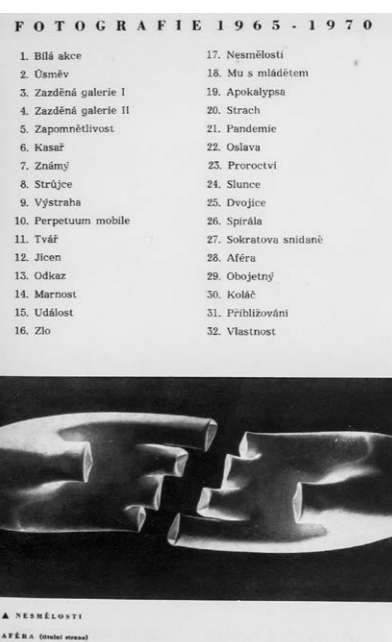 FOTOGRAFIE 1965-1970
1. Bílá akce
2. Úsměv
3. Zazděná galerie I
4. Zazděná galerie II
5. Zapomnětlivost
6. Kasař
7. Známý
8. Strůjce
9. Výstraha
10. Perpetuum mobile
11. Tvář
12. Jícen
13. Odkaz
14. Marnost
15. Událost
16. Zlo
17. Nesmělosti
18. Mu s mládětem
19. Apokalypsa
20. Strach
21. Pandemie
22. Oslava
23. Proroctví
24. Slunce
25. Dvojice
26. Spirála
27. Sokratova snídaně
28. Aféra
29. Obojetný
30. Koláč
31. Přibližování
32. Vlastnost
▲ NESMĚLOSTI
AFÉRA (titulní strana)